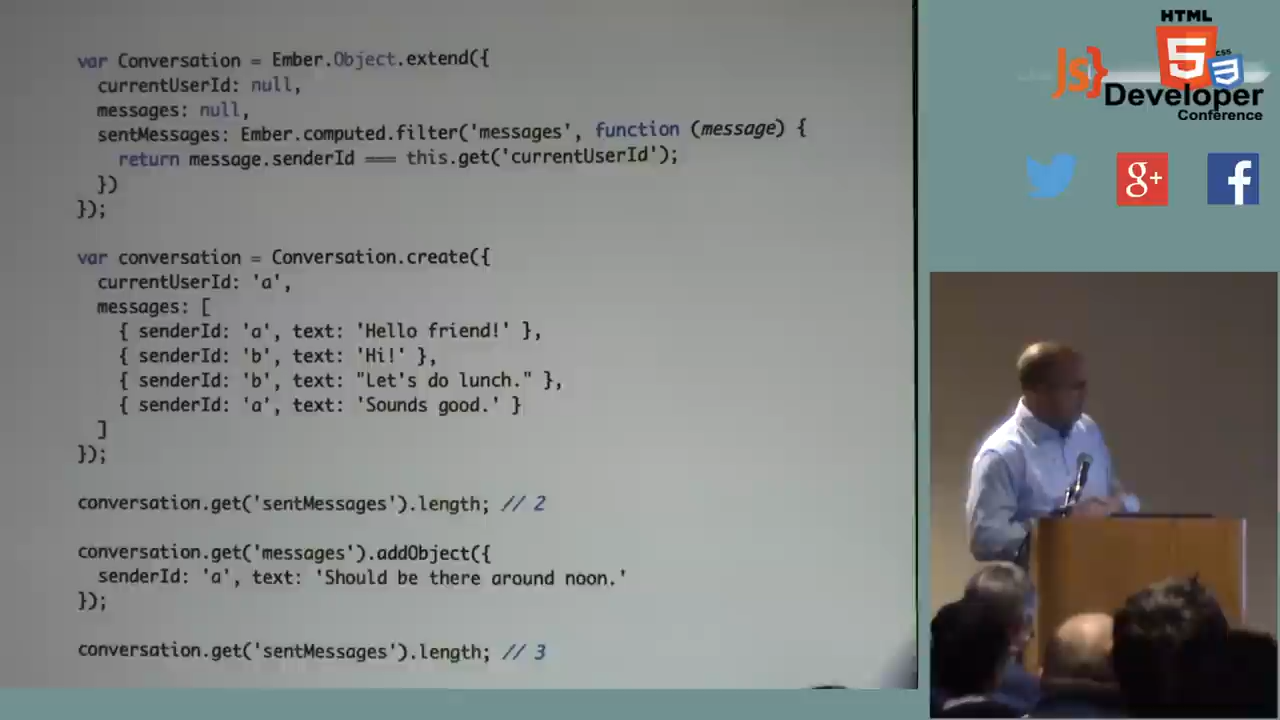 var Conversation = Ember.Object.extend({
currentUserId: null,
messages: null,
sentMessages: Ember.computed.filter('messages', function (message) {
return message.senderId === this.get('currentUserId');
})
});
var conversation = Conversation.create({
currentUserId: 'a',
messages: [
{ senderId: 'a', text: 'Hello friend!' },
{ senderId: 'b', text: 'Hi!' },
{ senderId: 'b', text: "Let's do lunch." },
{ senderId: 'a', text: 'Sounds good.' }
]
});
conversation.get('sentMessages').length; // 2
conversation.get('messages').addObject({
senderId: 'a', text: 'Should be there around noon.'
});
conversation.get('sentMessages').length; // 3
HTML
JS}
5
CSS
3
Developer
Conference
g+
f